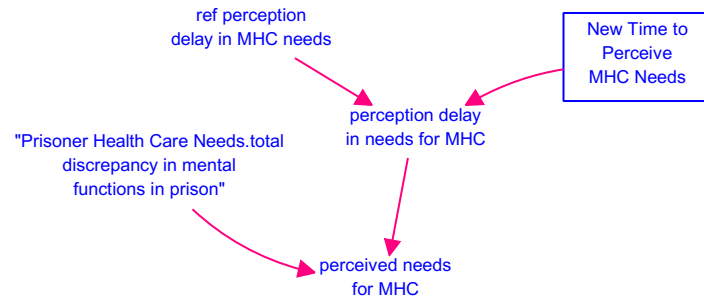 ref perception
delay in MHC needs
New Time to
Perceive
MHC Needs
perception delay
in needs for MHC
"Prisoner Health Care Needs.total
discrepancy in mental
functions in prison"
perceived needs
for MHC